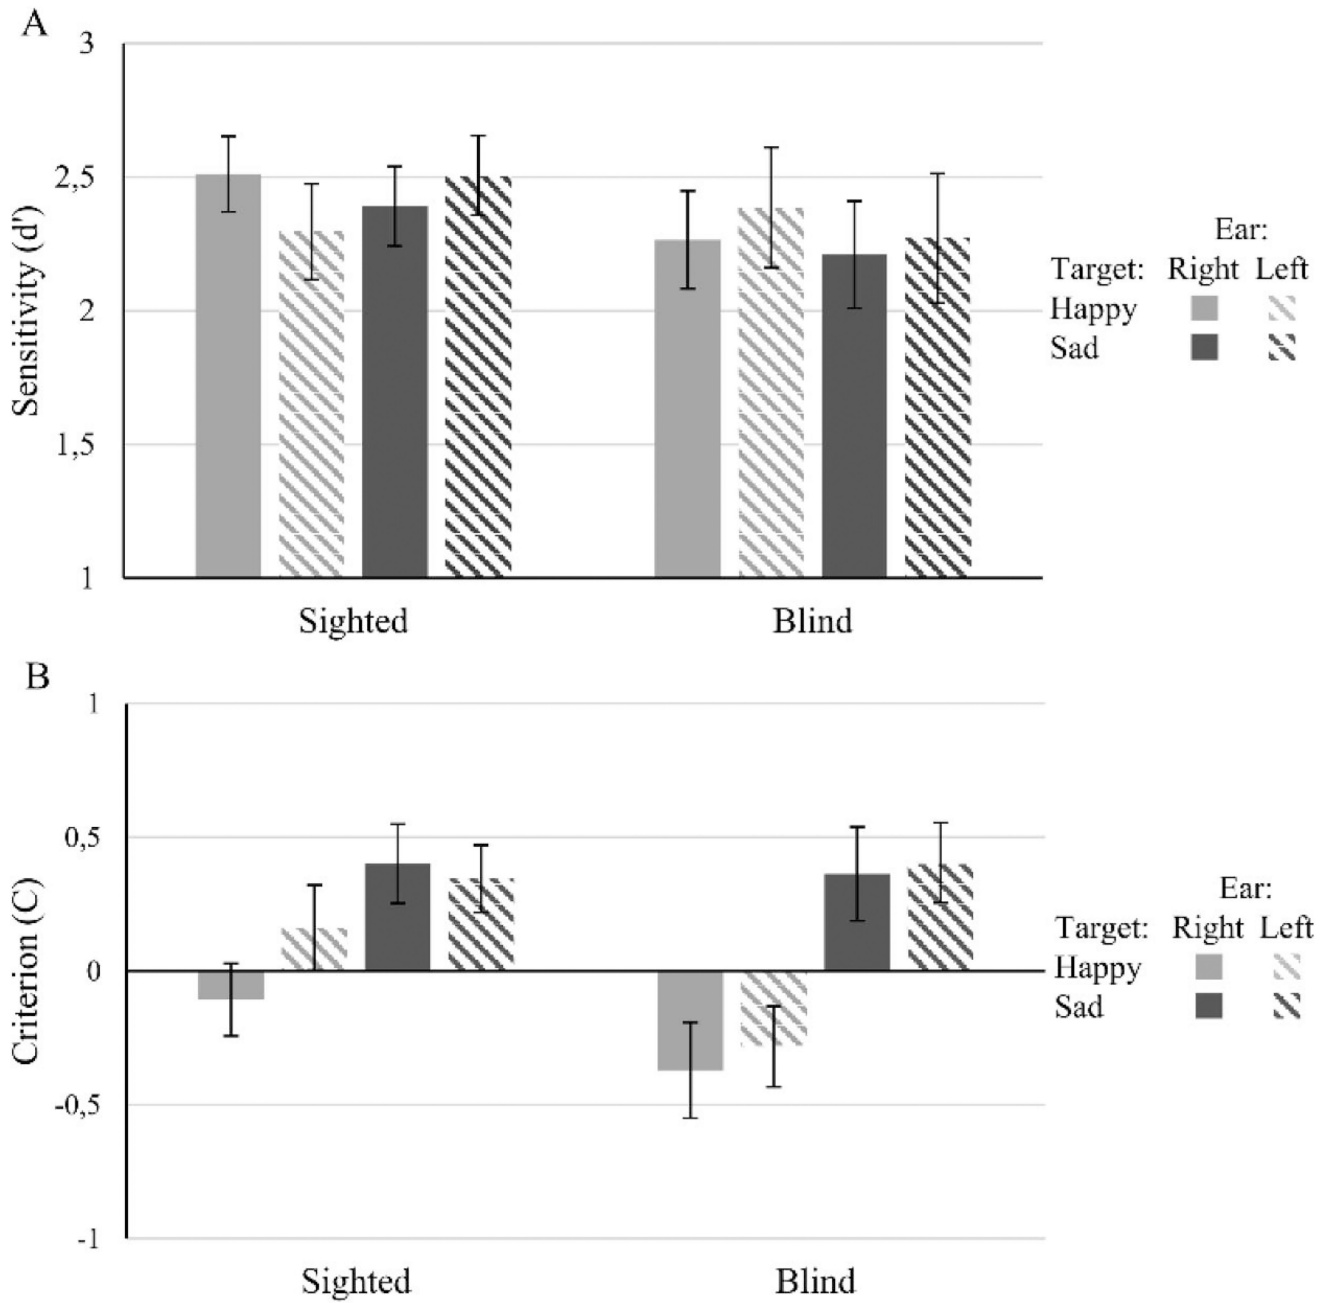 A
3
2,5
2
1,5
1
Sensitivity (d')
Sighted
Blind
Ear:
Target: Right Left
Happy
Sad
B
1
0,5
0
-0,5
-1
Criterion (C)
Sighted
Blind
Ear:
Target: Right Left
Happy
Sad